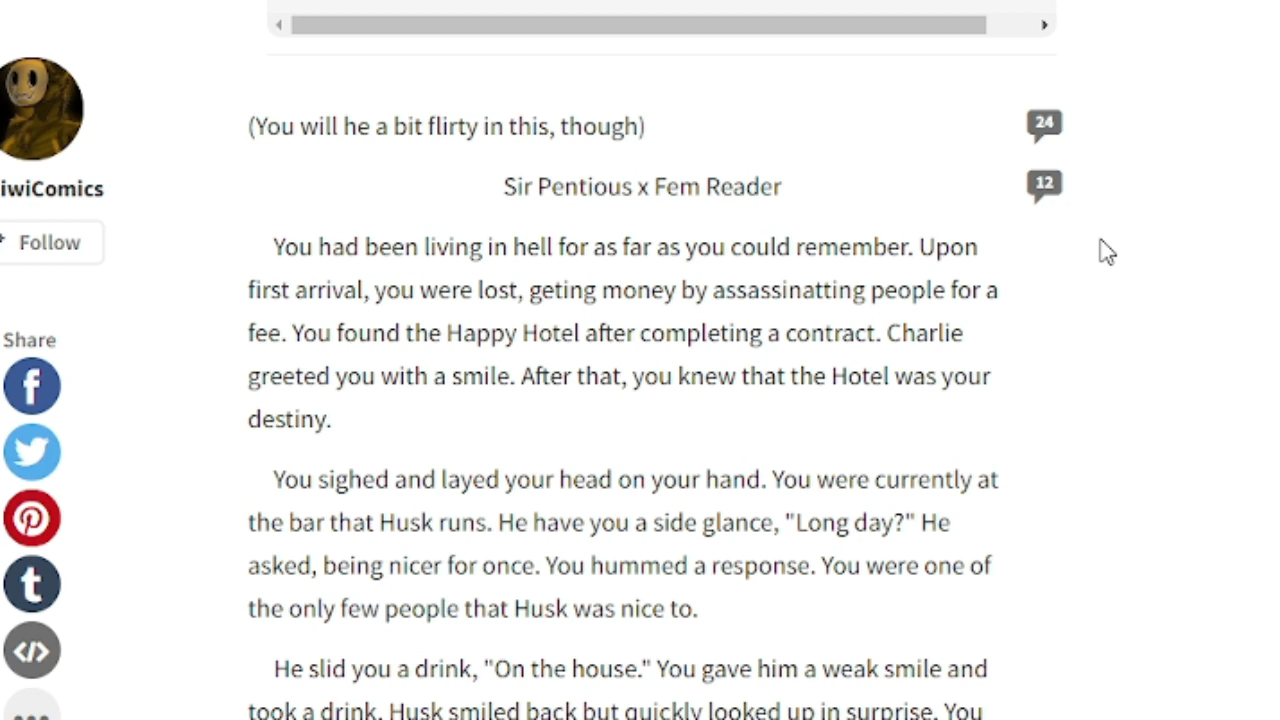 (You will he a bit flirty in this, though)
24
Sir Pentious x Fem Reader
12
iwiComics
Follow
You had been living in hell for as far as you could remember. Upon
first arrival, you were lost, geting money by assassinatting people for a
fee. You found the Happy Hotel after completing a contract. Charlie
greeted you with a smile. After that, you knew that the Hotel was your
destiny.
Share
You sighed and layed your head on your hand. You were currently at
the bar that Husk runs. He have you a side glance, "Long day?" He
asked, being nicer for once. You hummed a response. You were one of
the only few people that Husk was nice to.
He slid you a drink, "On the house." You gave him a weak smile and
took a drink. Husk smiled back but quickly looked up in surprise. You